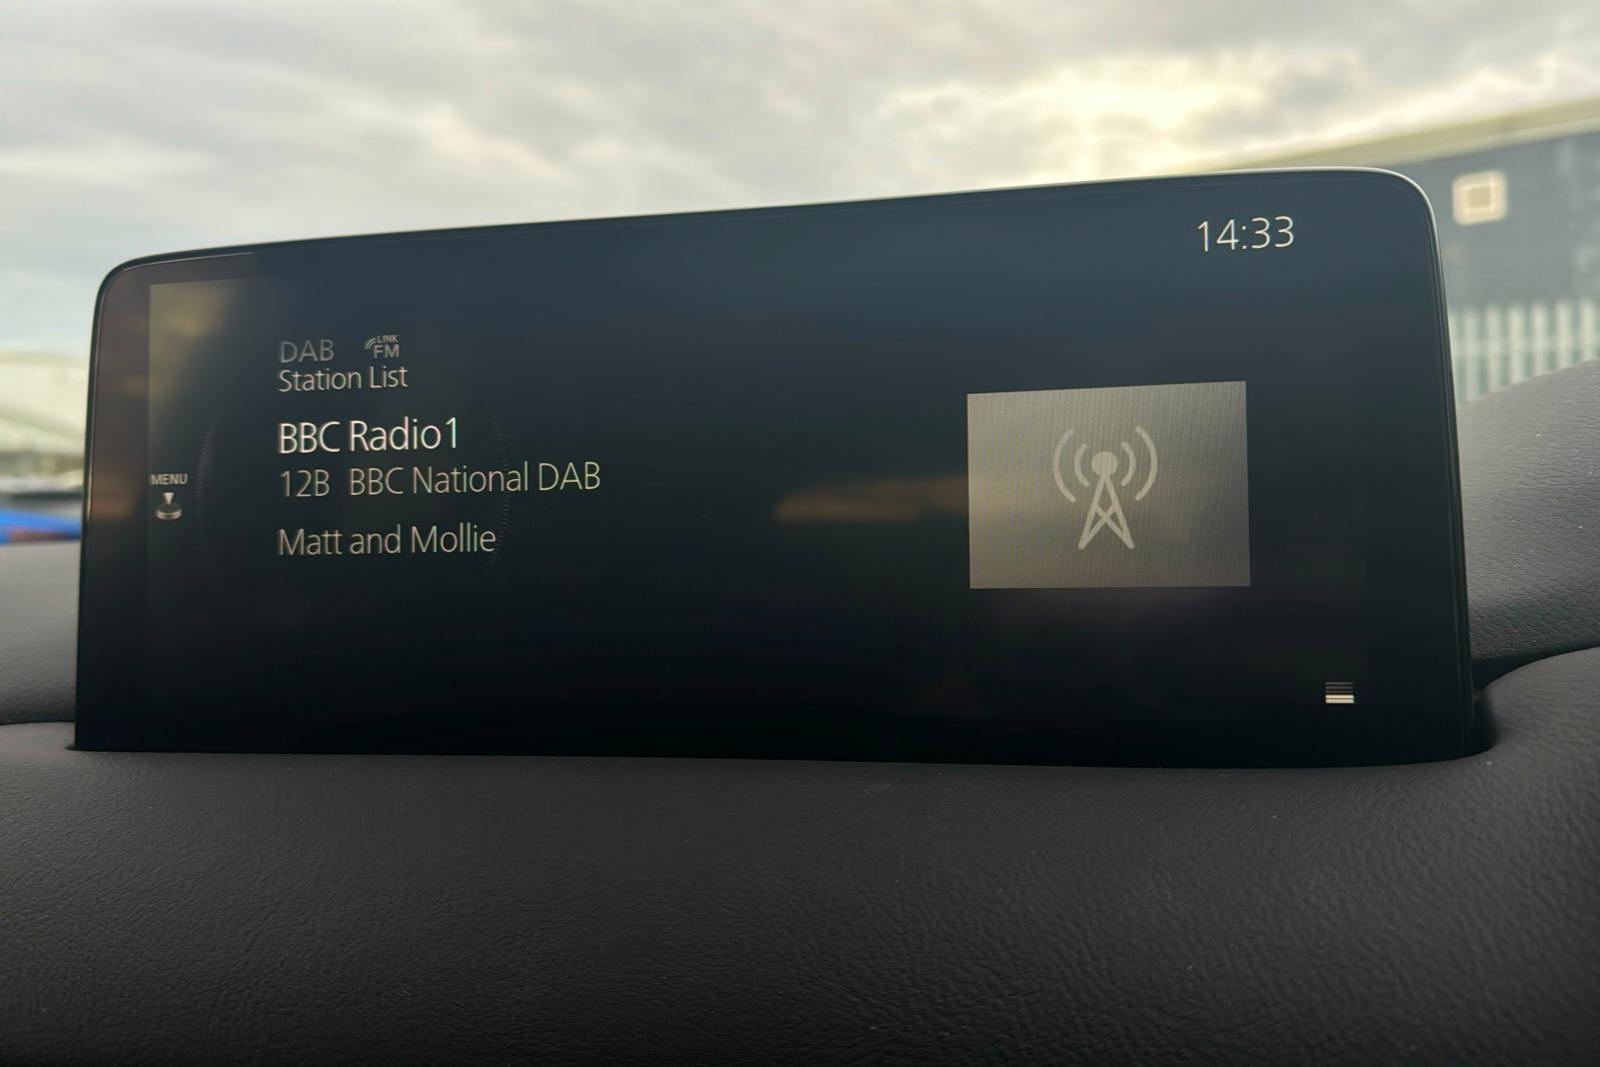 14:33
DAB LINK FM
Station List
BBC Radio1
12B BBC National DAB
MENU
Matt and Mollie